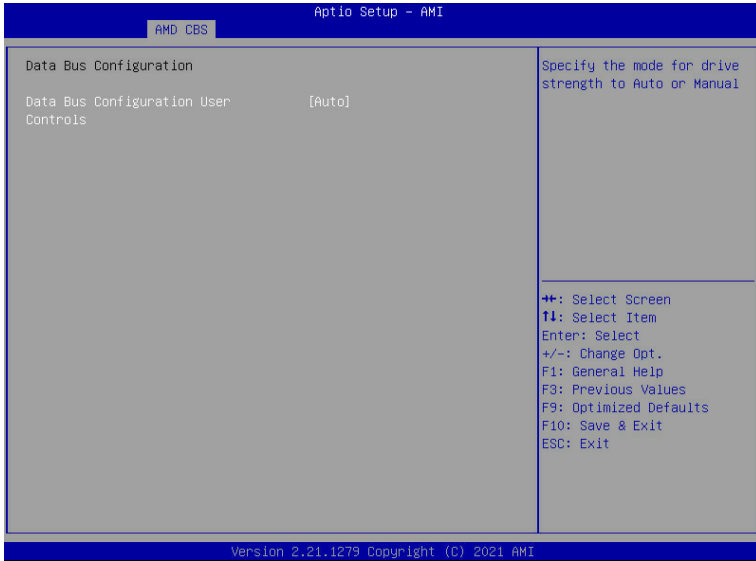 Aptio Setup – AMI
AMD CBS
Data Bus Configuration
Data Bus Configuration User [Auto]
Controls
Specify the mode for drive
strength to Auto or Manual
→←: Select Screen
↑↓: Select Item
Enter: Select
+/-: Change Opt.
F1: General Help
F3: Previous Values
F9: Optimized Defaults
F10: Save & Exit
ESC: Exit
Version 2.21.1279 Copyright (C) 2021 AMI